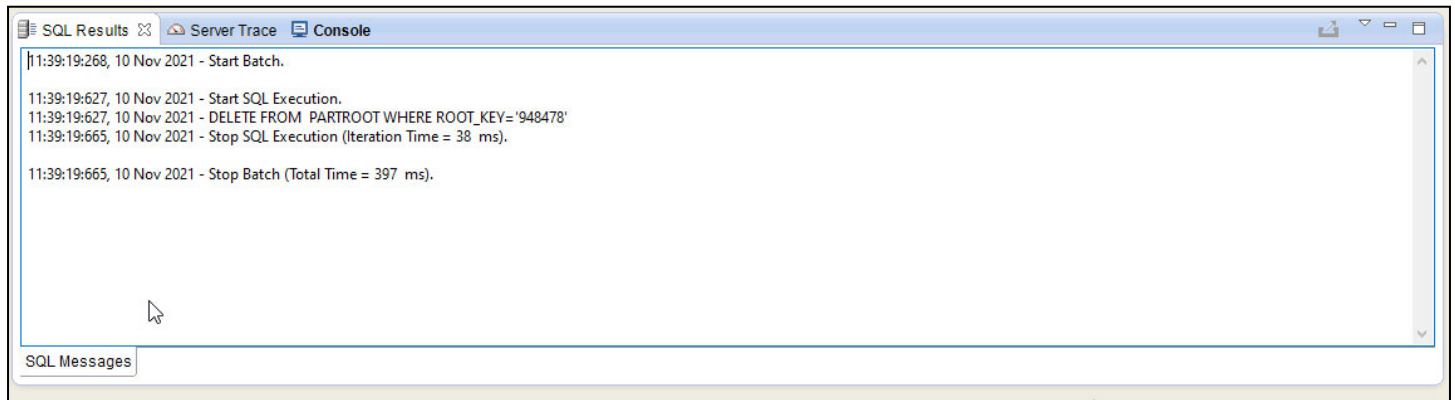 SQL Results Server Trace Console
11:39:19:268, 10 Nov 2021 - Start Batch.
11:39:19:627, 10 Nov 2021 - Start SQL Execution.
11:39:19:627, 10 Nov 2021 - DELETE FROM  PARTROOT WHERE ROOT_KEY='948478'
11:39:19:665, 10 Nov 2021 - Stop SQL Execution (Iteration Time = 38  ms).
11:39:19:665, 10 Nov 2021 - Stop Batch (Total Time = 397  ms).
SQL Messages